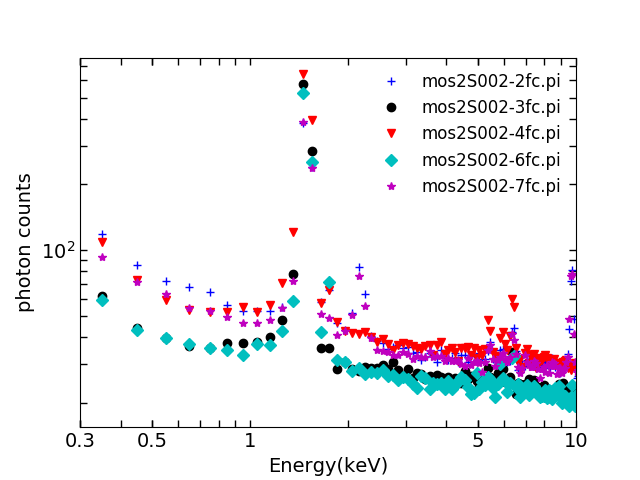 mos2S002-2fc.pi
mos2S002-3fc.pi
mos2S002-4fc.pi
mos2S002-6fc.pi
mos2S002-7fc.pi
photon counts
10²
0.3 0.5 1 2 5 10
Energy(keV)